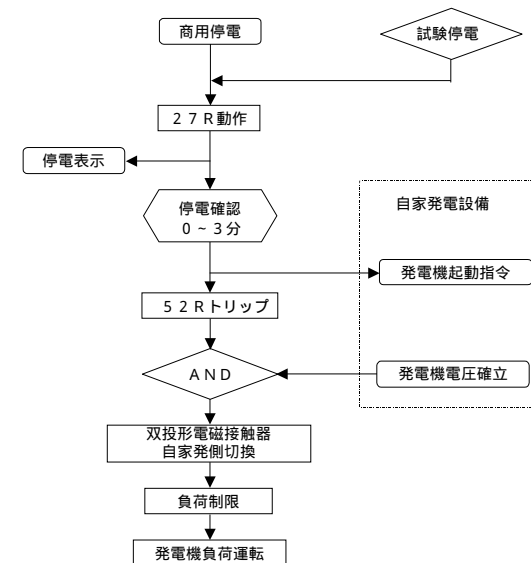 商用停電
試験停電
２７Ｒ動作
停電表示
停電確認
０～３分
自家発電設備
発電機起動指令
５２Ｒトリップ
ＡＮＤ
発電機電圧確立
双投形電磁接触器
自家発側切換
負荷制限
発電機負荷運転